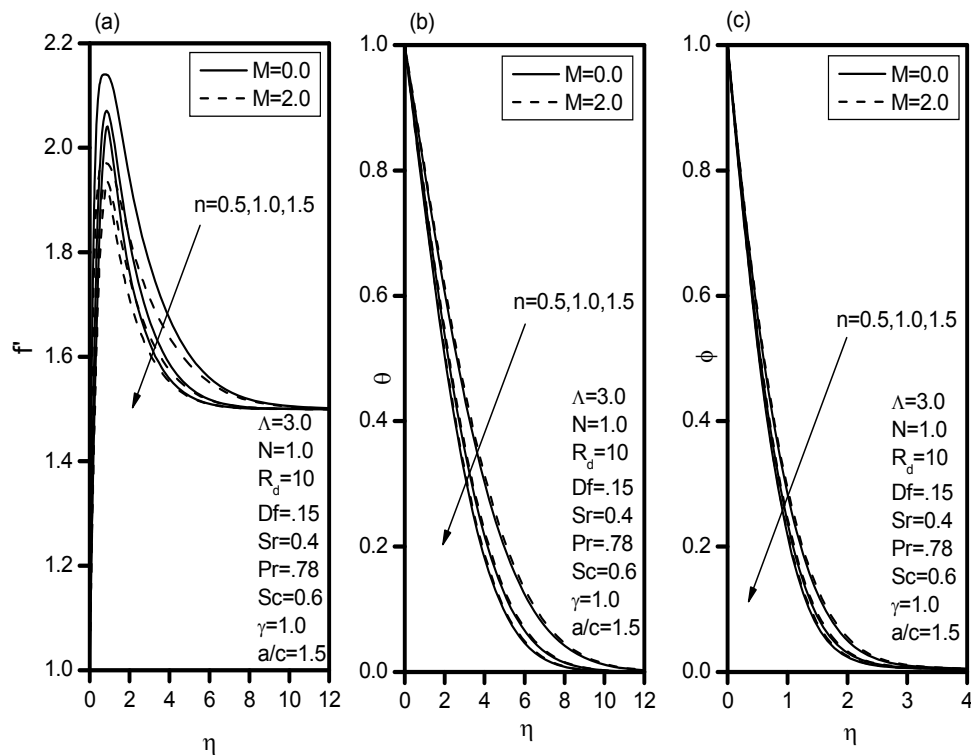 (a)
2.2
2.0
1.8
1.6
1.4
1.2
1.0
f'
M=0.0
M=2.0
n=0.5,1.0,1.5
Λ=3.0
N=1.0
R_d=10
Df=.15
Sr=0.4
Pr=.78
Sc=0.6
γ=1.0
a/c=1.5
0 2 4 6 8 10 12
η
(b)
1.0
0.8
0.6
0.4
0.2
0.0
θ
M=0.0
M=2.0
n=0.5,1.0,1.5
Λ=3.0
N=1.0
R_d=10
Df=.15
Sr=0.4
Pr=.78
Sc=0.6
γ=1.0
a/c=1.5
0 2 4 6 8 10 12
η
(c)
1.0
0.8
0.6
0.4
0.2
0.0
ϕ
M=0.0
M=2.0
n=0.5,1.0,1.5
Λ=3.0
N=1.0
R_d=10
Df=.15
Sr=0.4
Pr=.78
Sc=0.6
γ=1.0
a/c=1.5
0 1 2 3 4
η